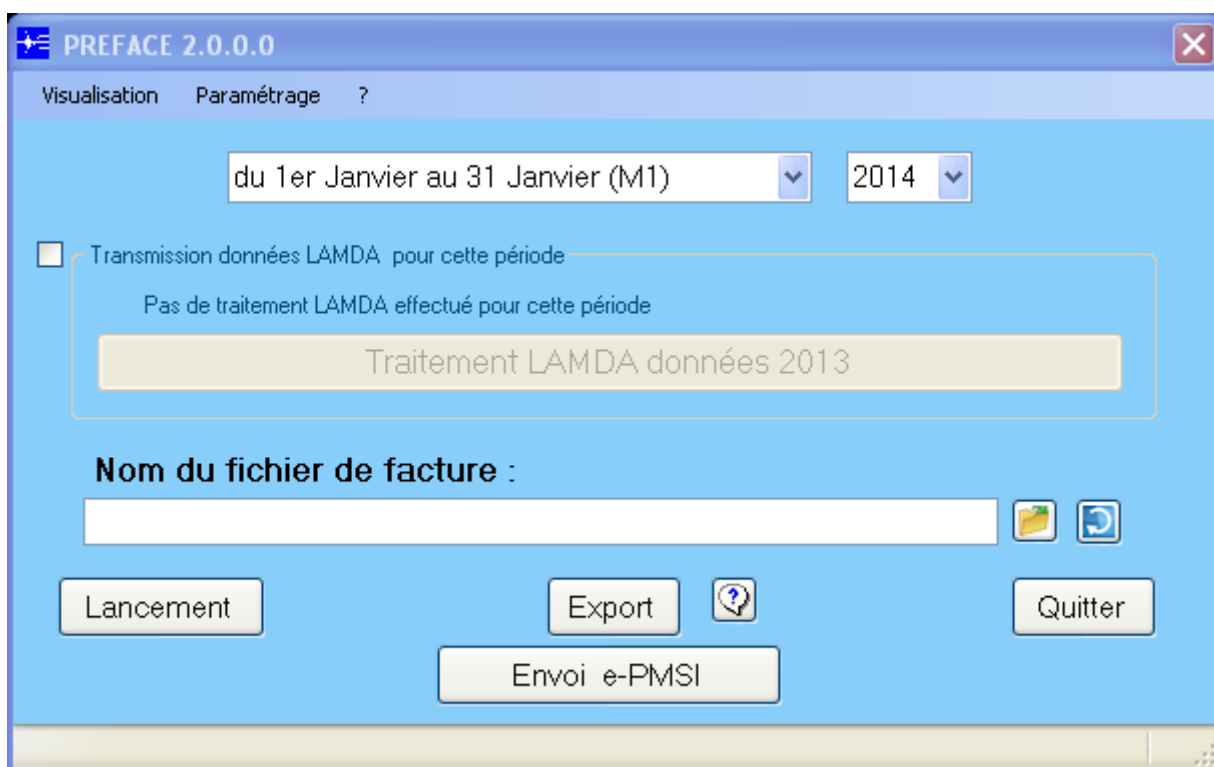 PREFACE 2.0.0.0
Visualisation Paramétrage ?
du 1er Janvier au 31 Janvier (M1) 2014
Transmission données LAMDA pour cette période
Pas de traitement LAMDA effectué pour cette période
Traitement LAMDA données 2013
Nom du fichier de facture :
Lancement Export ? Quitter
Envoi e-PMSI